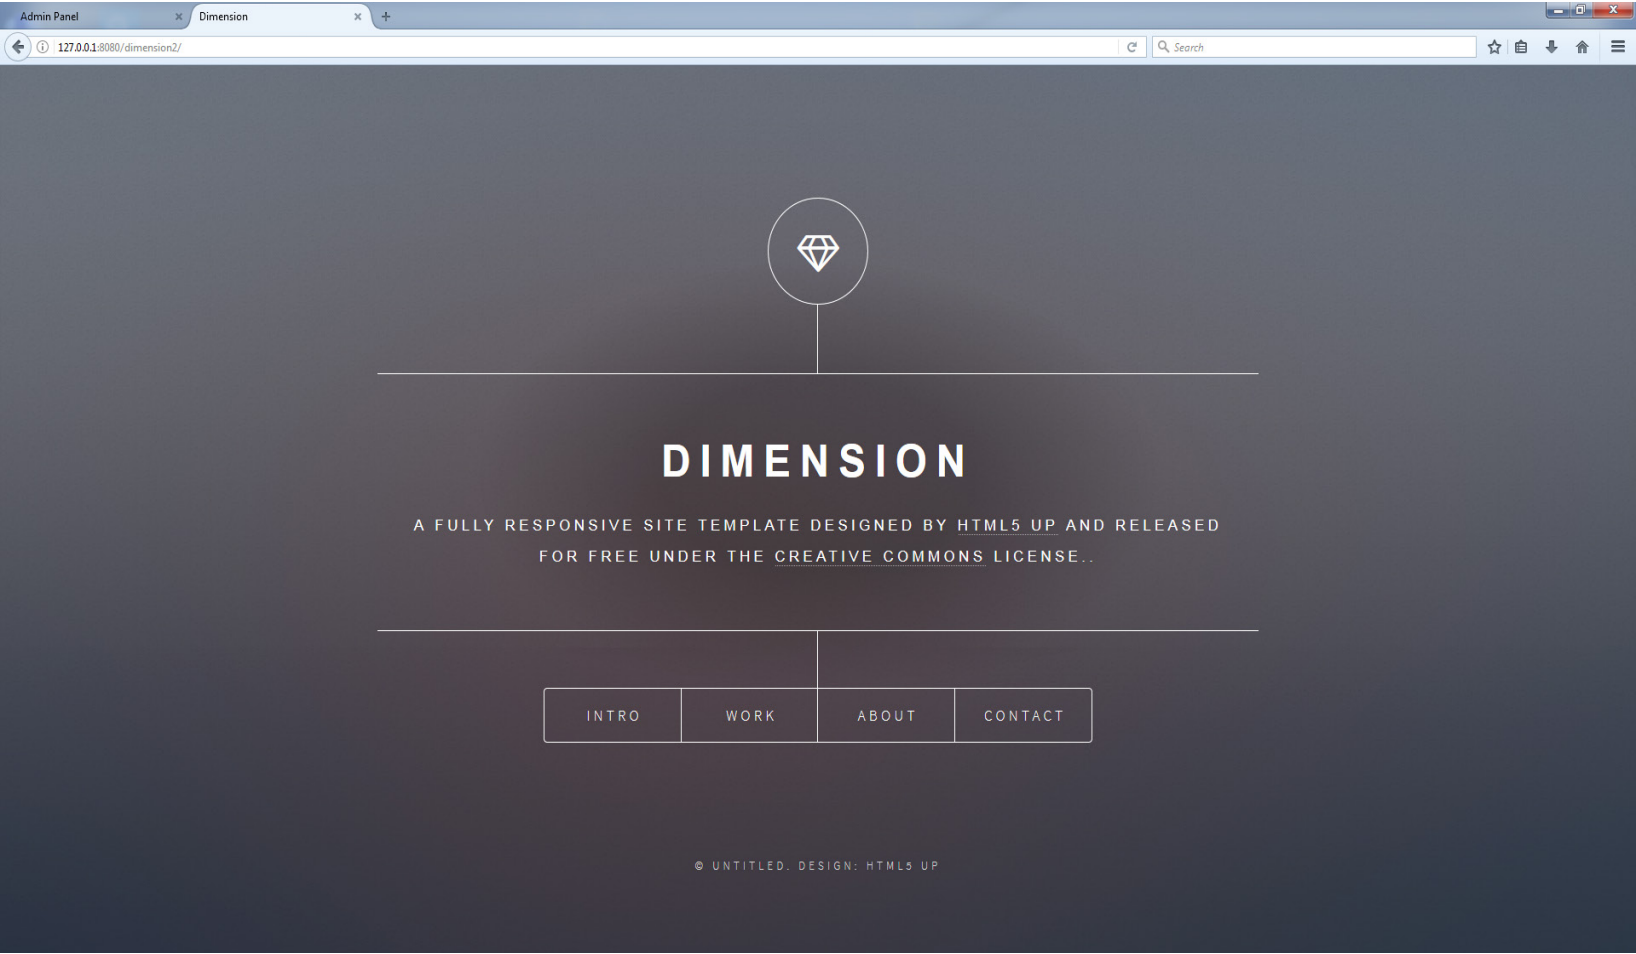 Admin Panel
Dimension
127.0.0.1:8080/dimension2/
Search
DIMENSION
A FULLY RESPONSIVE SITE TEMPLATE DESIGNED BY HTML5 UP AND RELEASED
FOR FREE UNDER THE CREATIVE COMMONS LICENSE..
INTRO
WORK
ABOUT
CONTACT
© UNTITLED. DESIGN: HTML5 UP